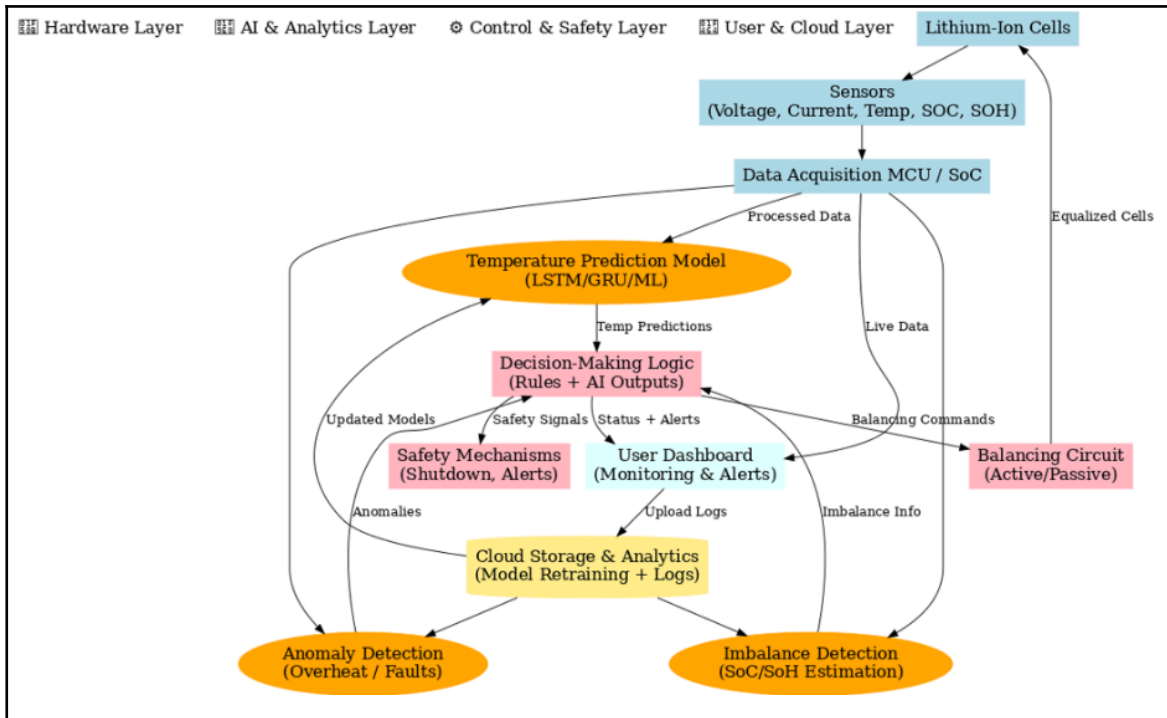 Hardware Layer
AI & Analytics Layer
⚙ Control & Safety Layer
User & Cloud Layer
Lithium-Ion Cells
Sensors
(Voltage, Current, Temp, SOC, SOH)
Data Acquisition MCU / SoC
Processed Data
Equalized Cells
Temperature Prediction Model
(LSTM/GRU/ML)
Temp Predictions
Live Data
Decision-Making Logic
(Rules + AI Outputs)
Updated Models
Safety Signals
Status + Alerts
Balancing Commands
Safety Mechanisms
(Shutdown, Alerts)
User Dashboard
(Monitoring & Alerts)
Balancing Circuit
(Active/Passive)
Anomalies
Upload Logs
Imbalance Info
Cloud Storage & Analytics
(Model Retraining + Logs)
Anomaly Detection
(Overheat / Faults)
Imbalance Detection
(SoC/SoH Estimation)